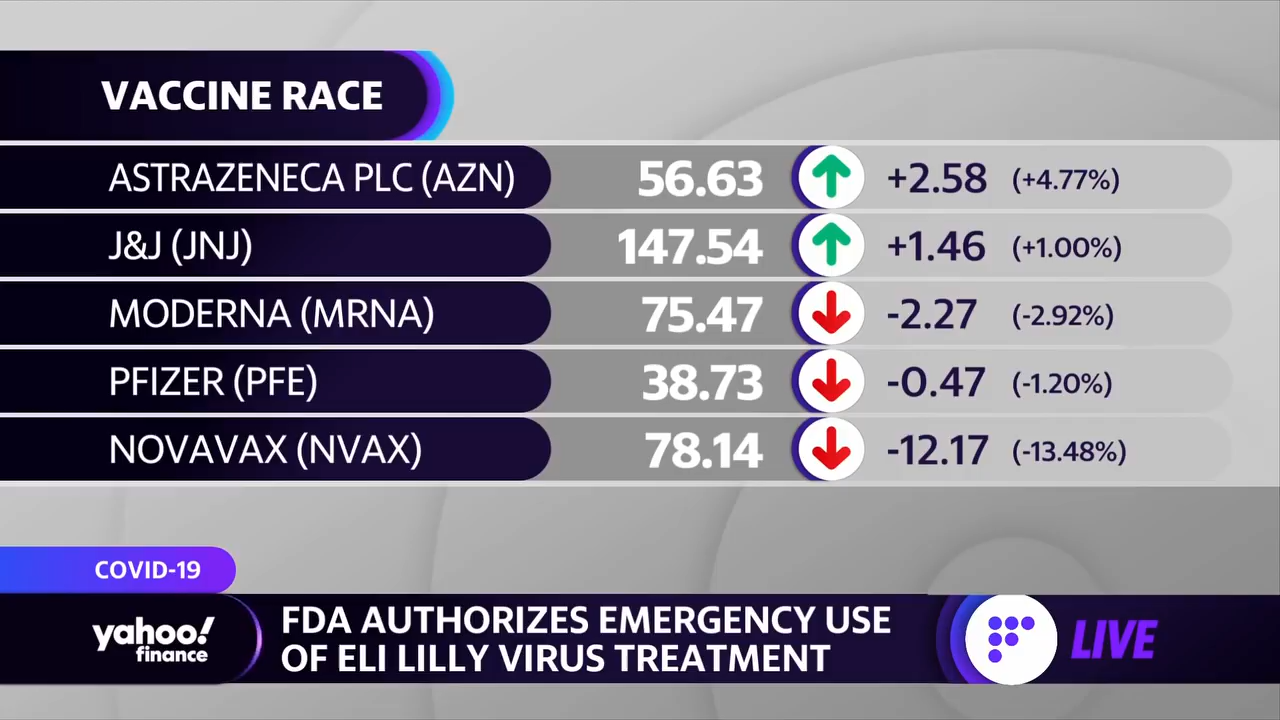 VACCINE RACE
ASTRAZENECA PLC (AZN) 56.63 +2.58 (+4.77%)
J&J (JNJ) 147.54 +1.46 (+1.00%)
MODERNA (MRNA) 75.47 -2.27 (-2.92%)
PFIZER (PFE) 38.73 -0.47 (-1.20%)
NOVAVAX (NVAX) 78.14 -12.17 (-13.48%)
COVID-19
yahoo!
finance
FDA AUTHORIZES EMERGENCY USE
OF ELI LILLY VIRUS TREATMENT
LIVE